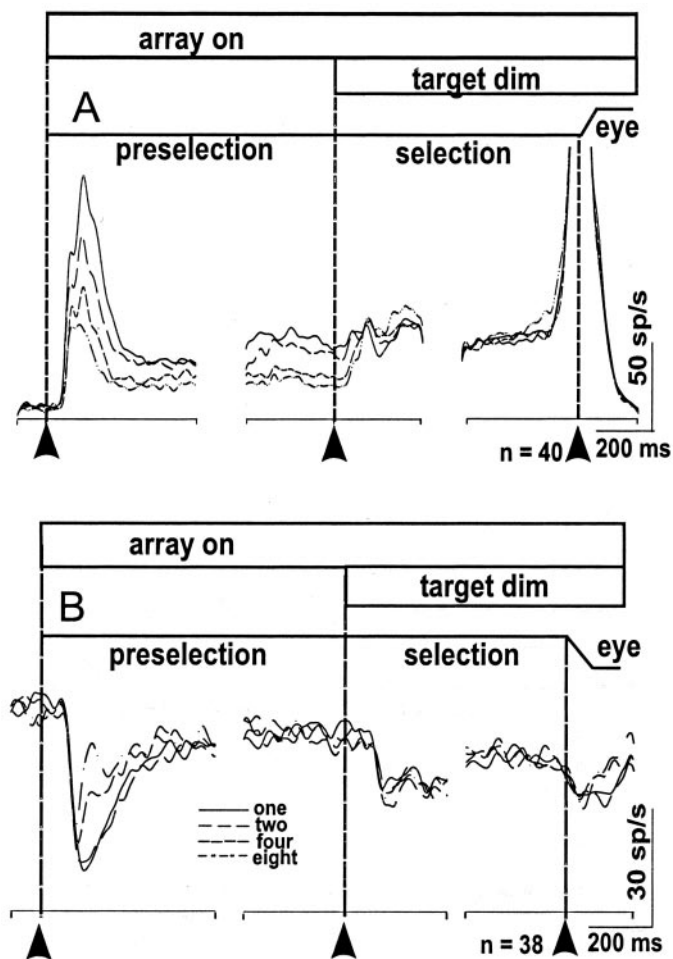 array on
target dim
A
eye
preselection selection
50 sp/s
n = 40 200 ms
array on
target dim
B
eye
preselection selection
one
two
four
eight
30 sp/s
n = 38 200 ms